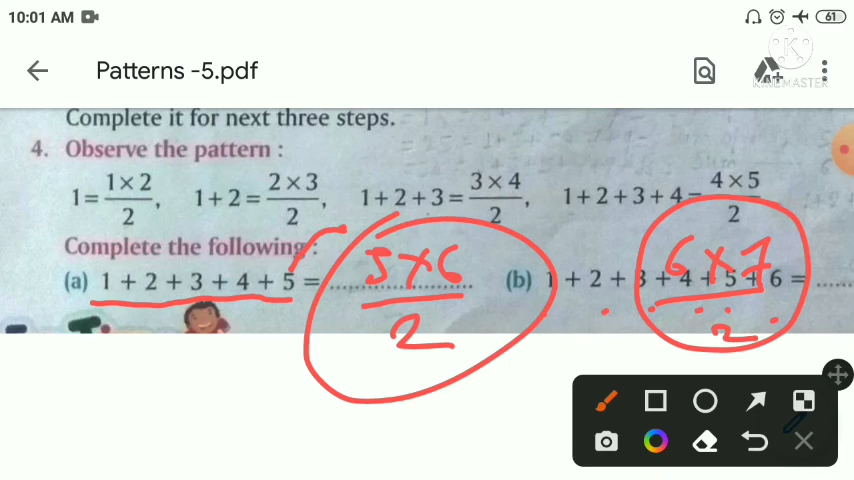 10:01 AM 61
Patterns -5.pdf
KINEMASTER
Complete it for next three steps.
4. Observe the pattern :
1 = 1 × 2 / 2, 1 + 2 = 2 × 3 / 2, 1 + 2 + 3 = 3 × 4 / 2, 1 + 2 + 3 + 4 = 4 × 5 / 2
Complete the following :
(a) 1 + 2 + 3 + 4 + 5 = .................... 5 × 6 / 2 (b) 1 + 2 + 3 + 4 + 5 + 6 = ...... 6 × 7 / 2